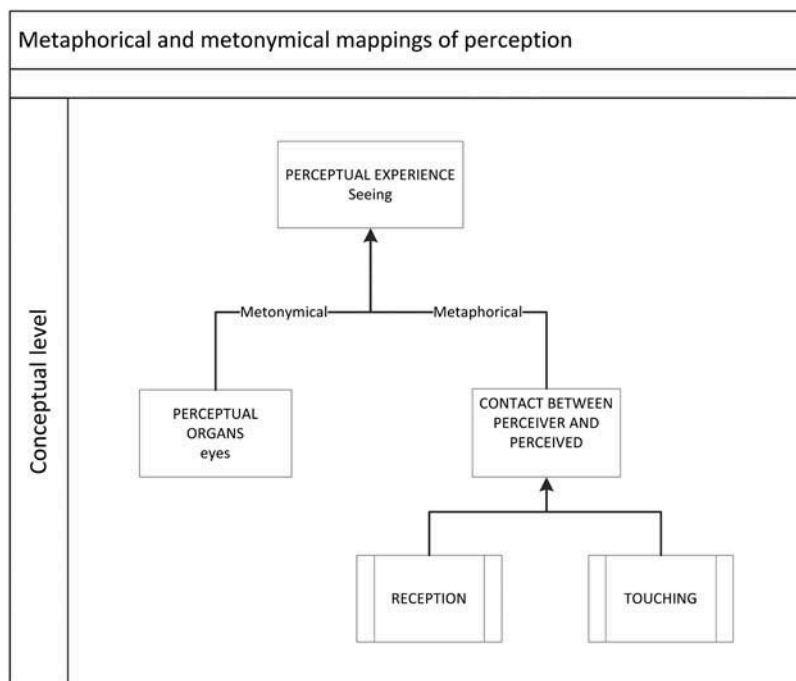 Metaphorical and metonymical mappings of perception
Conceptual level
PERCEPTUAL EXPERIENCE
Seeing
Metonymical
Metaphorical
PERCEPTUAL
ORGANS
eyes
CONTACT BETWEEN
PERCEIVER AND
PERCEIVED
RECEPTION
TOUCHING